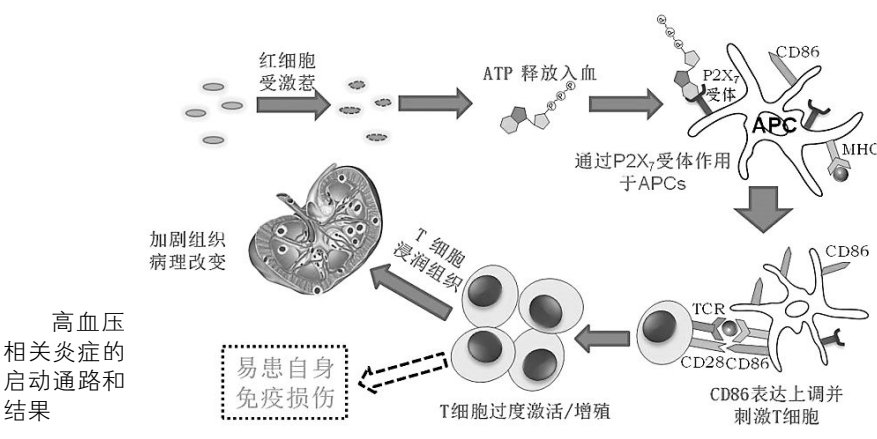 红细胞
受激惹
ATP 释放入血
CD86
P2X₇
受体
APC
MHC
通过P2X₇受体作用
于APCs
加剧组织
病理改变
T 细胞
浸润组织
CD86
TCR
CD28CD86
高血压
相关炎症的
启动通路和
结果
易患自身
免疫损伤
T细胞过度激活/增殖
CD86表达上调并
刺激T细胞